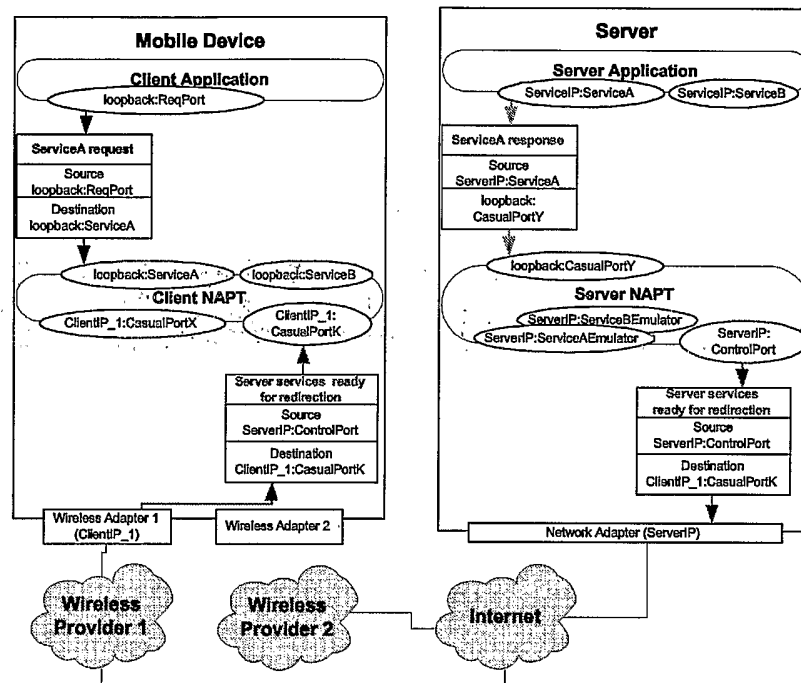 Mobile Device
Client Application
loopback:ReqPort
ServiceA request
Source
loopback:ReqPort
Destination
loopback:ServiceA
loopback:ServiceA
loopback:ServiceB
Client NAPT
ClientIP_1:CasualPortX
ClientIP_1:
CasualPortK
Server services ready
for redirection
Source
ServerIP:ControlPort
Destination
ClientIP_1:CasualPortK
Wireless Adapter 1
(ClientIP_1)
Wireless Adapter 2
Wireless
Provider 1
Wireless
Provider 2
Server
Server Application
ServiceIP:ServiceA
ServiceIP:ServiceB
ServiceA response
Source
ServerIP:ServiceA
loopback:
CasualPortY
loopback:CasualPortY
Server NAPT
ServerIP:ServiceBEmulator
ServerIP:ServiceAEmulator
ServerIP:
ControlPort
Server services
ready for redirection
Source
ServerIP:ControlPort
Destination
ClientIP_1:CasualPortK
Network Adapter (ServerIP)
Internet